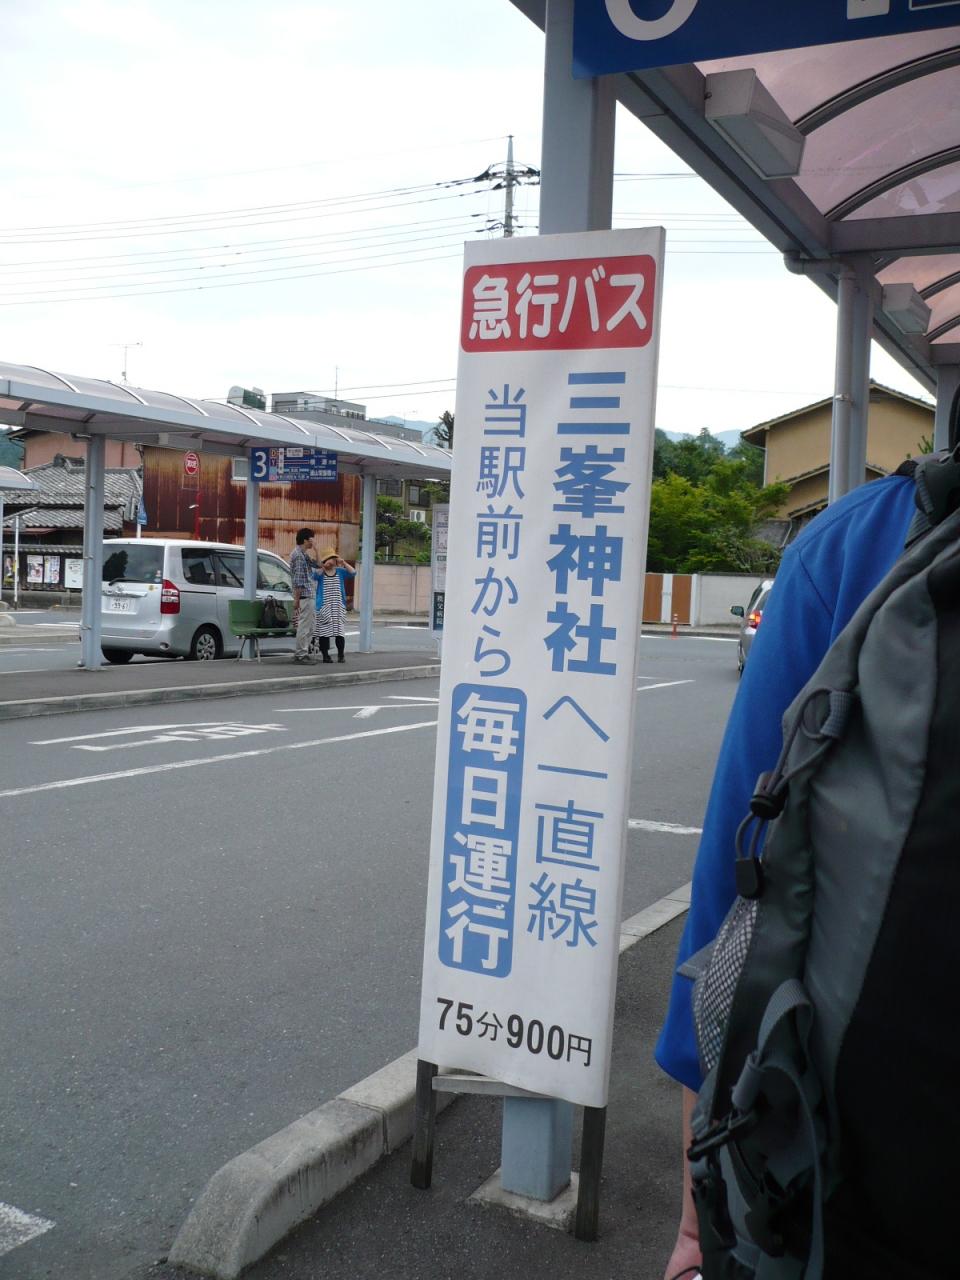 急行バス
三峯神社へ一直線
当駅前から毎日運行
75分900円
3